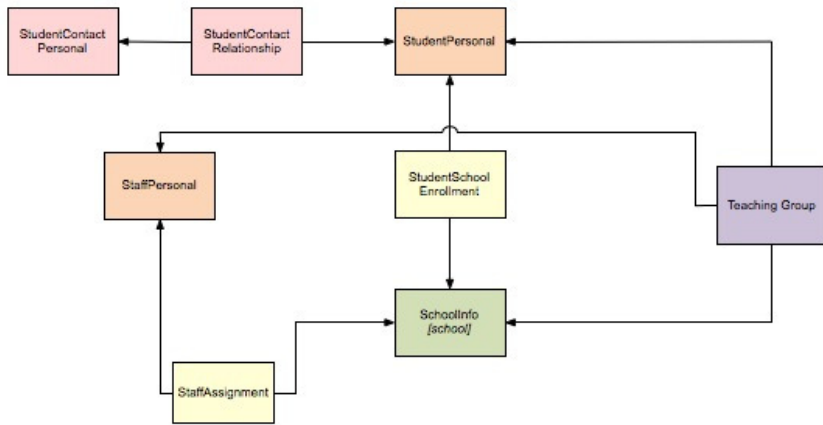 StudentContact
Personal
StudentContact
Relationship
StudentPersonal
StaffPersonal
StudentSchool
Enrollment
Teaching Group
SchoolInfo
[school]
StaffAssignment